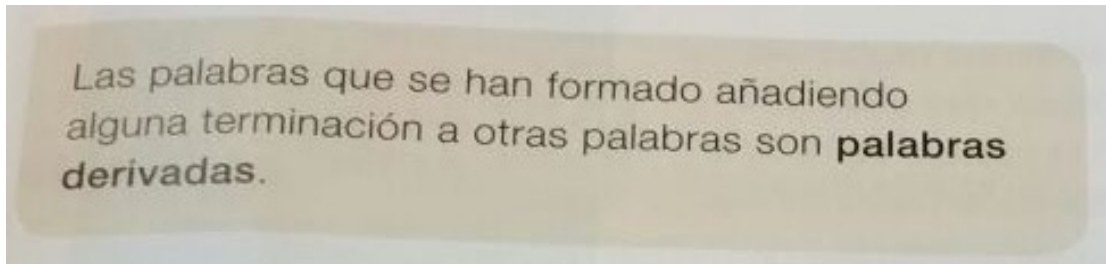 Las palabras que se han formado añadiendo
alguna terminación a otras palabras son palabras
derivadas.